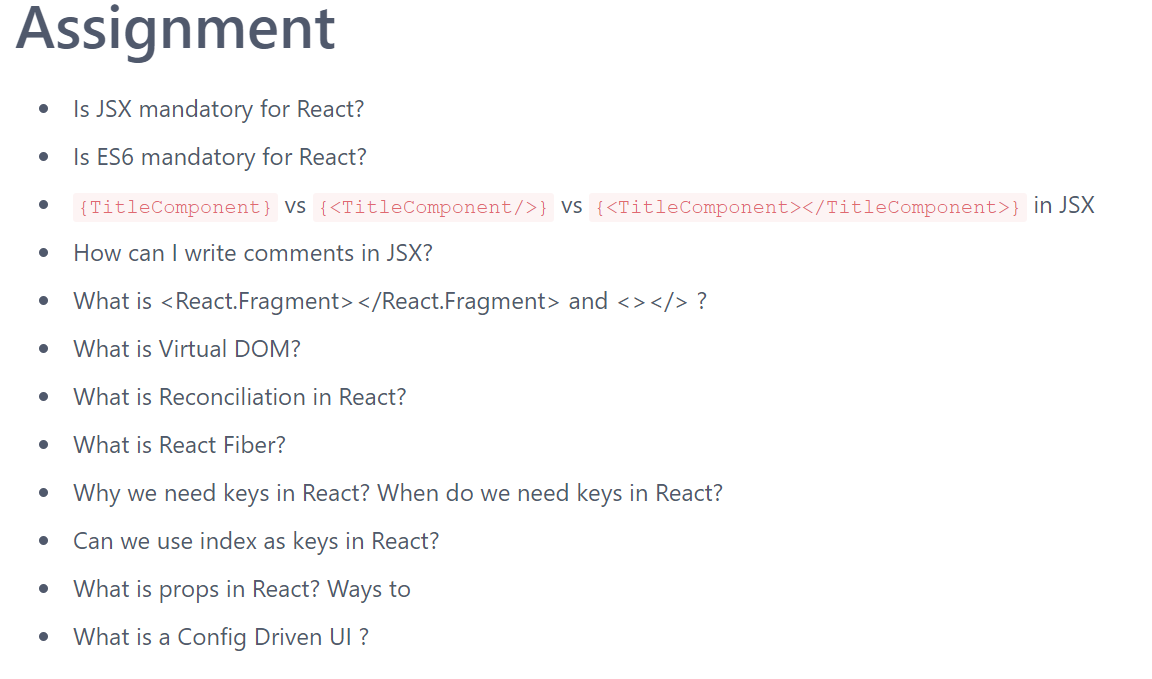 Assignment
• Is JSX mandatory for React?
• Is ES6 mandatory for React?
• {TitleComponent} vs {<TitleComponent/>} vs {<TitleComponent></TitleComponent>} in JSX
• How can I write comments in JSX?
• What is <React.Fragment></React.Fragment> and <></> ?
• What is Virtual DOM?
• What is Reconciliation in React?
• What is React Fiber?
• Why we need keys in React? When do we need keys in React?
• Can we use index as keys in React?
• What is props in React? Ways to
• What is a Config Driven UI ?